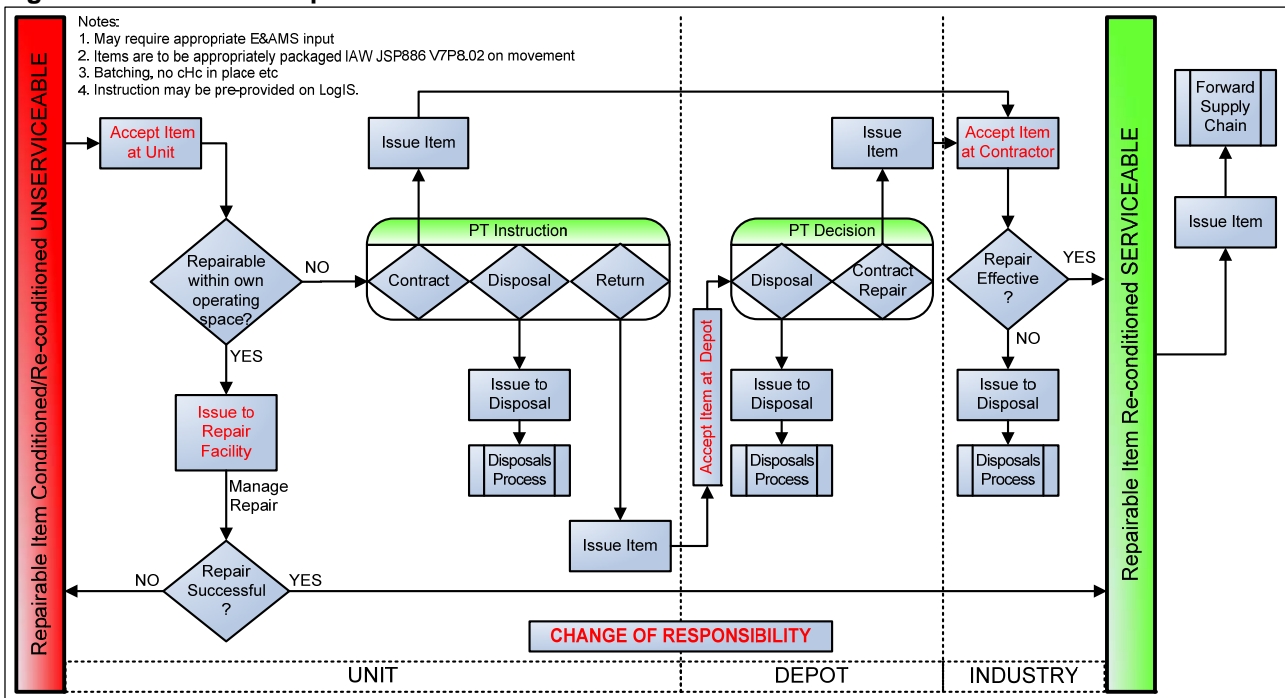 Notes:
1. May require appropriate E&AMS input
2. Items are to be appropriately packaged IAW JSP886 V7P8.02 on movement
3. Batching, no cHc in place etc
4. Instruction may be pre-provided on LogIS.
Repairable Item Conditioned/Re-conditioned UNSERVICEABLE
Accept Item
at Unit
Repairable
within own
operating
space?
NO
YES
Issue to
Repair
Facility
Manage
Repair
Repair
Successful
?
NO
YES
Issue Item
PT Instruction
Contract
Disposal
Return
Issue to
Disposal
Disposals
Process
Issue Item
Accept Item at Depot
Issue
Item
PT Decision
Disposal
Contract
Repair
Issue to
Disposal
Disposals
Process
Accept Item
at Contractor
Repair
Effective
?
YES
NO
Issue to
Disposal
Disposals
Process
Repairable Item Re-conditioned SERVICEABLE
Forward
Supply
Chain
Issue Item
CHANGE OF RESPONSIBILITY
UNIT
DEPOT
INDUSTRY